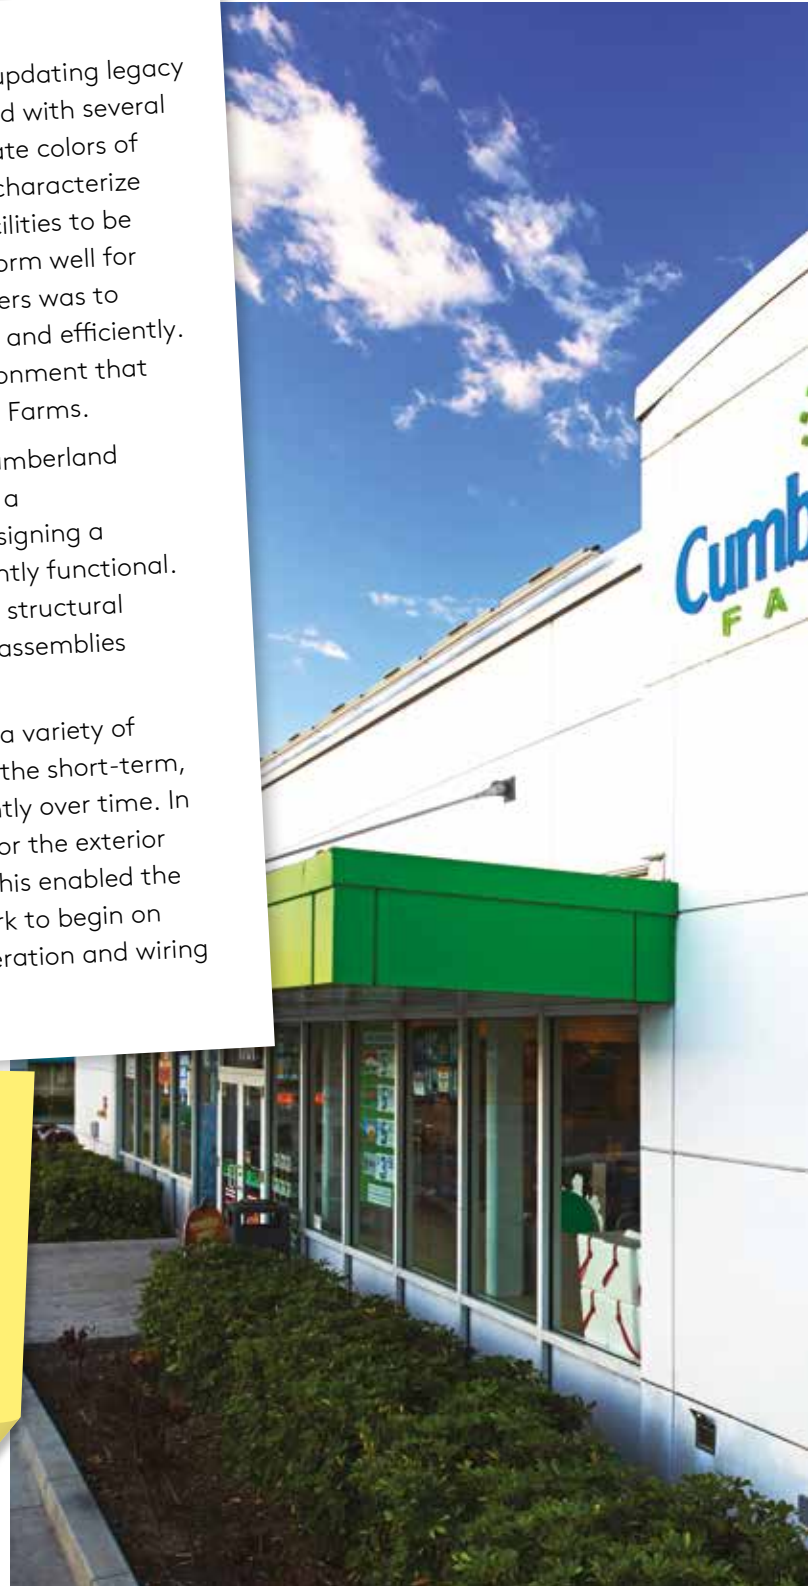 updating legacy
d with several
ate colors of
characterize
cilities to be
orm well for
ers was to
and efficiently.
onment that
Farms.
umberland
a
signing a
ntly functional.
structural
assemblies
a variety of
the short-term,
ntly over time. In
or the exterior
his enabled the
rk to begin on
eration and wiring
Cumb
FA